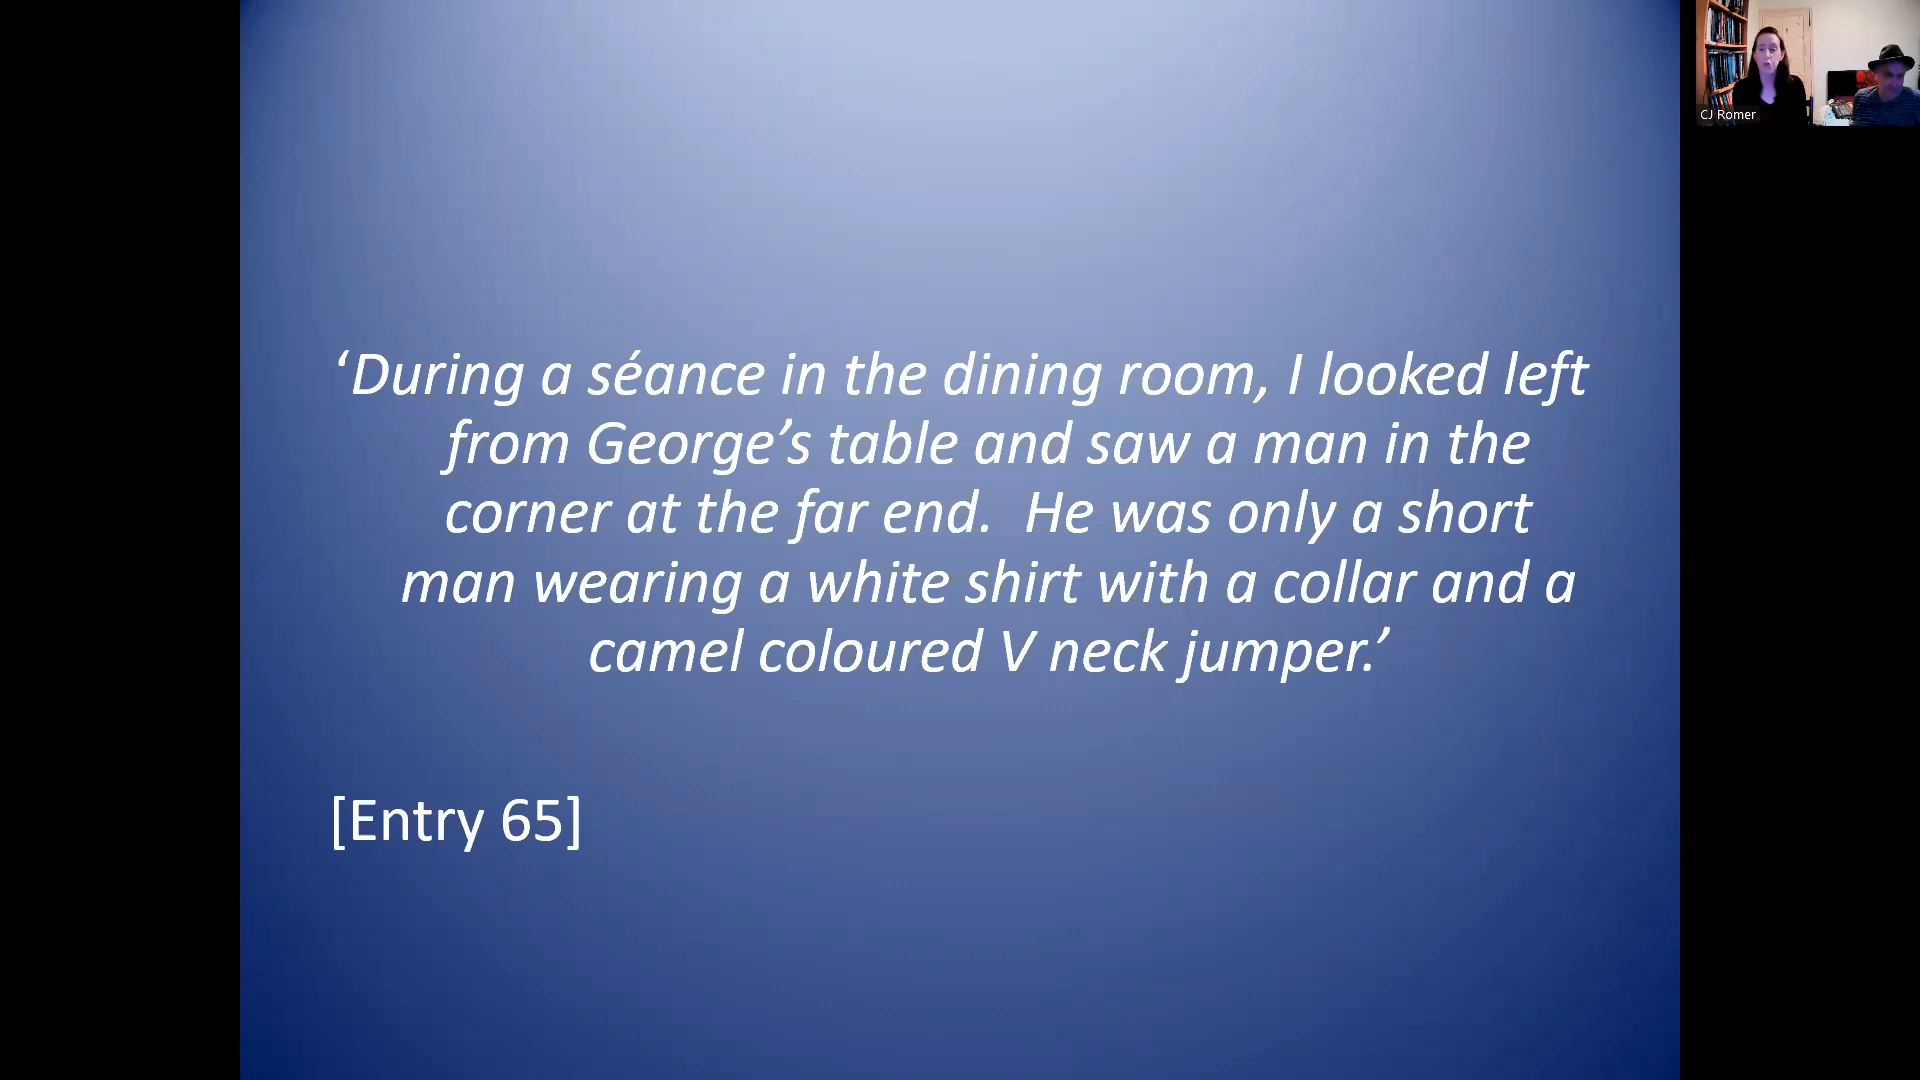 ‘During a séance in the dining room, I looked left
from George’s table and saw a man in the
corner at the far end.  He was only a short
man wearing a white shirt with a collar and a
camel coloured V neck jumper.’
[Entry 65]
CJ Romer